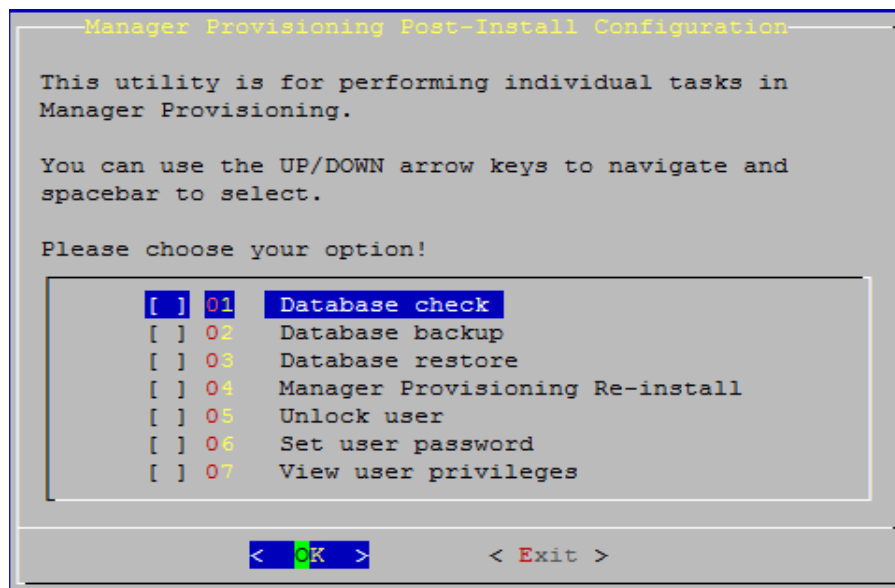 Manager Provisioning Post-Install Configuration
This utility is for performing individual tasks in
Manager Provisioning.
You can use the UP/DOWN arrow keys to navigate and
spacebar to select.
Please choose your option!
[ ] 01 Database check
[ ] 02 Database backup
[ ] 03 Database restore
[ ] 04 Manager Provisioning Re-install
[ ] 05 Unlock user
[ ] 06 Set user password
[ ] 07 View user privileges
< OK > < Exit >